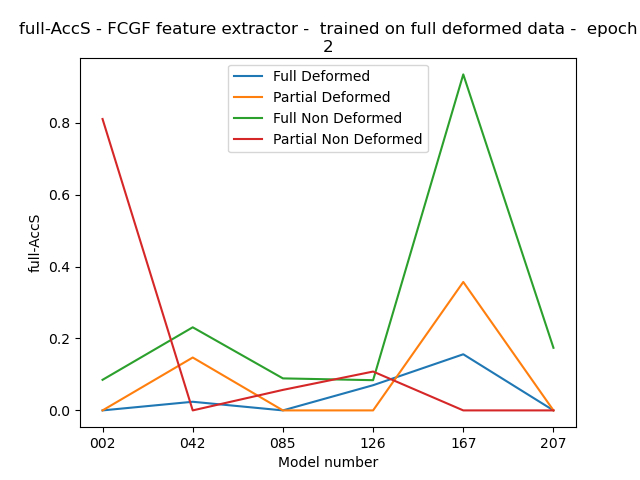 full-AccS - FCGF feature extractor -  trained on full deformed data -  epoch
2
Full Deformed
Partial Deformed
Full Non Deformed
Partial Non Deformed
full-AccS
0.8
0.6
0.4
0.2
0.0
002 042 085 126 167 207
Model number